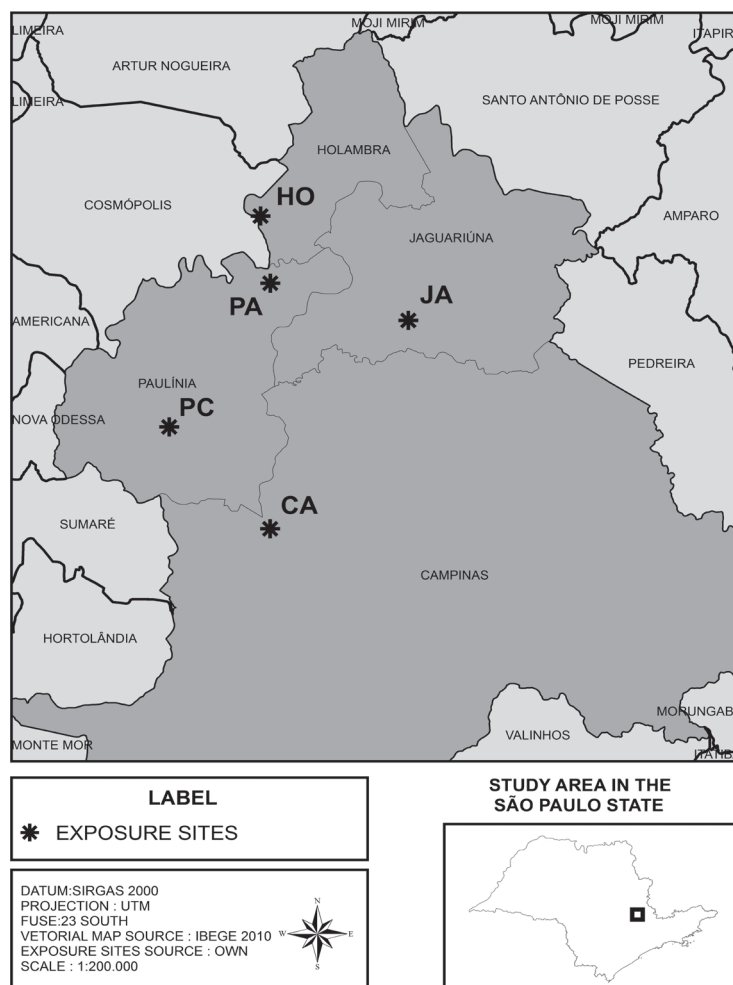 LIMEIRA
MOJI MIRIM
MOJI MIRIM
ITAPIR
ARTUR NOGUEIRA
LIMEIRA
SANTO ANTÔNIO DE POSSE
HOLAMBRA
COSMÓPOLIS
HO
AMPARO
JAGUARIÚNA
PA
JA
AMERICANA
PEDREIRA
PAULÍNIA
PC
NOVA ODESSA
CA
SUMARÉ
CAMPINAS
HORTOLÂNDIA
MORUNGAB
VALINHOS
MONTE MOR
ITATIB
LABEL
EXPOSURE SITES
STUDY AREA IN THE
SÃO PAULO STATE
DATUM:SIRGAS 2000
PROJECTION : UTM
FUSE:23 SOUTH
VETORIAL MAP SOURCE : IBEGE 2010
EXPOSURE SITES SOURCE : OWN
SCALE : 1:200.000
N
W
E
S